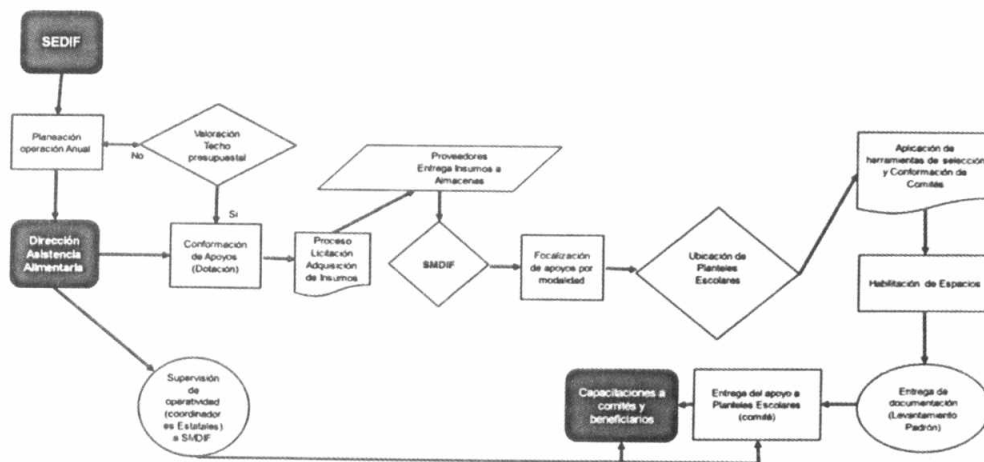 SEDIF
Planeación
operación Anual
No
Valoración
Techo
presupuestal
Si
Dirección
Asistencia
Alimentaria
Conformación
de Apoyos
(Dotación)
Proceso
Licitación
Adquisición
de Insumos
Proveedores
Entrega Insumos a
Almacenes
SMDIF
Focalización
de apoyos por
modalidad
Ubicación de
Planteles
Escolares
Aplicación de
herramientas de selección
y Conformación de
Comités
Habilitación de Espacios
Entrega de
documentación
(Levantamiento
Padrón)
Entrega del apoyo a
Planteles Escolares
(comité)
Capacitaciones a
comités y
beneficiarios
Supervisión
de
operatividad
(coordinador
es Estatales)
a SMDIF